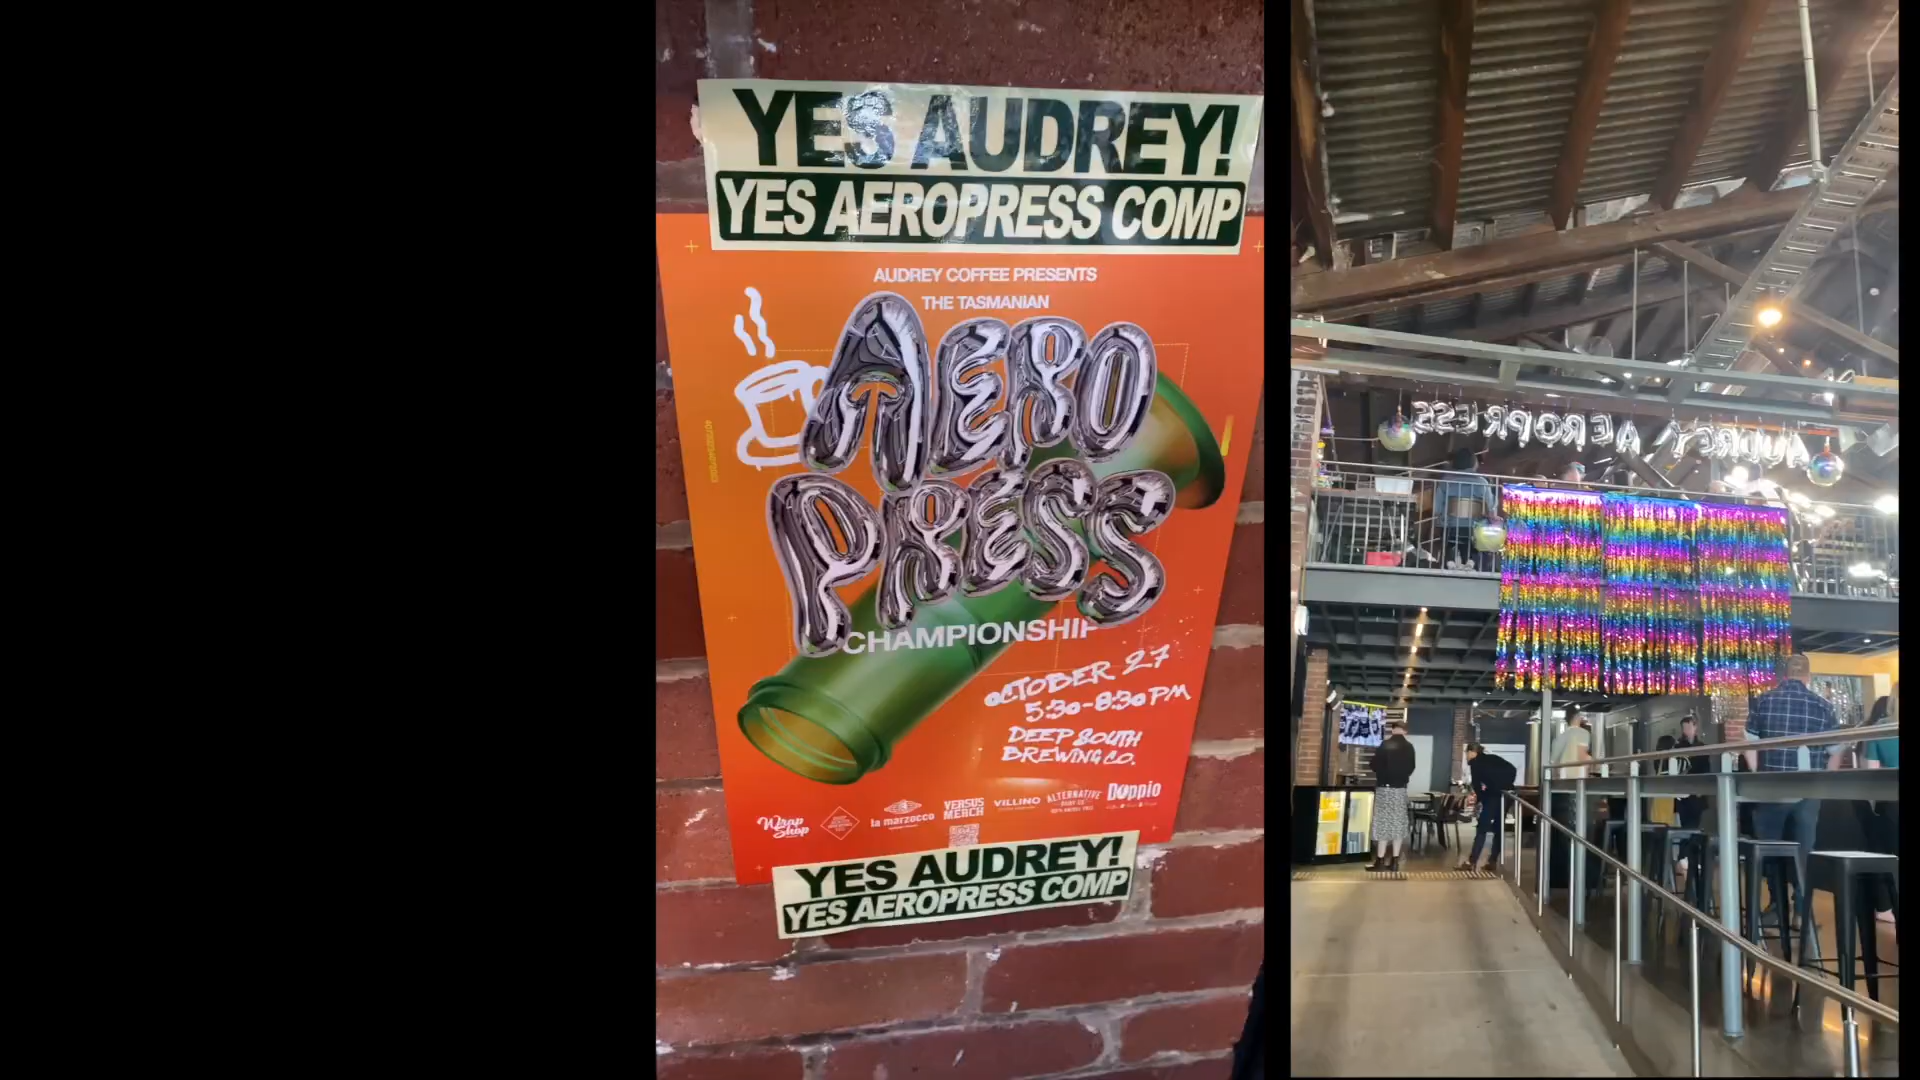 YES AUDREY!
YES AEROPRESS COMP
AUDREY COFFEE PRESENTS
THE TASMANIAN
AERO
PRESS
CHAMPIONSHIP
OCTOBER 27
5:30-8:30PM
DEEP SOUTH
BREWING CO.
Wrap Shop
la marzocco
VERSUS
MERCH
VILLINO
ALTERNATIVE
Doppio
YES AUDREY!
YES AEROPRESS COMP
AUDREY AEROPRESS